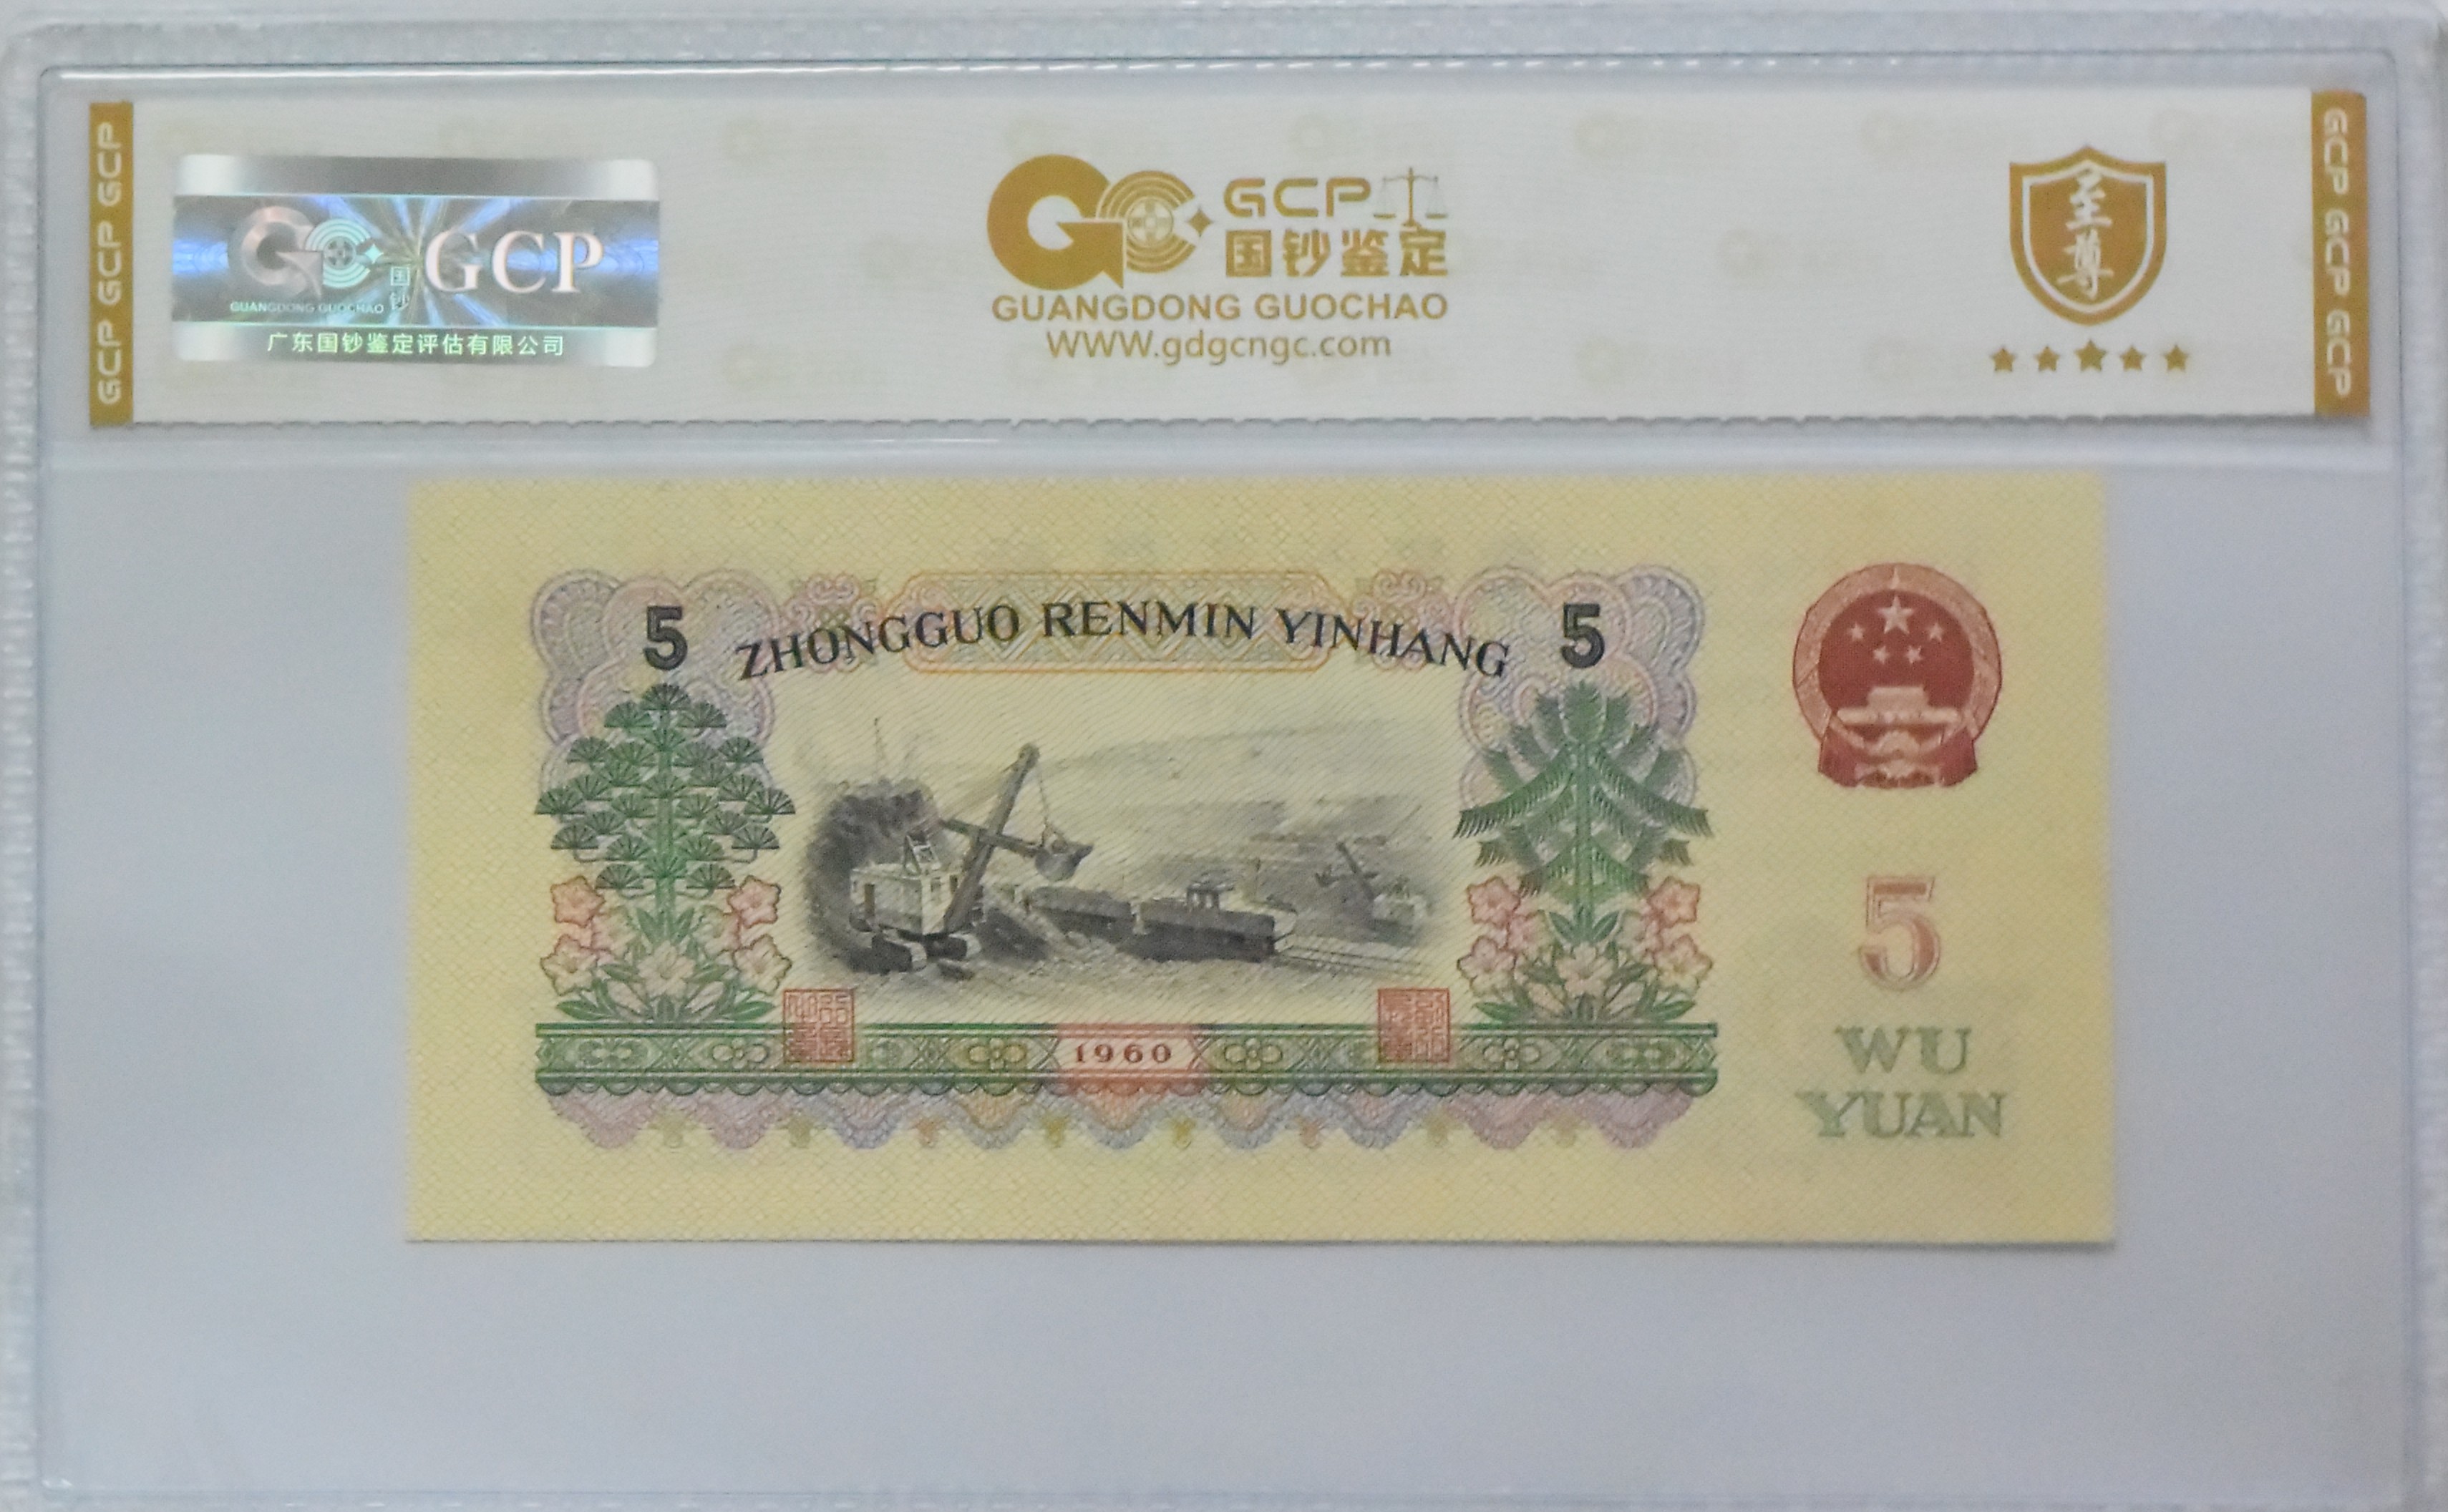 GCP GCP GCP
GUANGDONG GUOCHAO
国钞
GCP
广东国钞鉴定评估有限公司
GCP
国钞鉴定
GUANGDONG GUOCHAO
WWW.gdgcngc.com
至尊
GCP GCP GCP
5 ZHONGGUO RENMIN YINHANG 5
1960
5
WU
YUAN